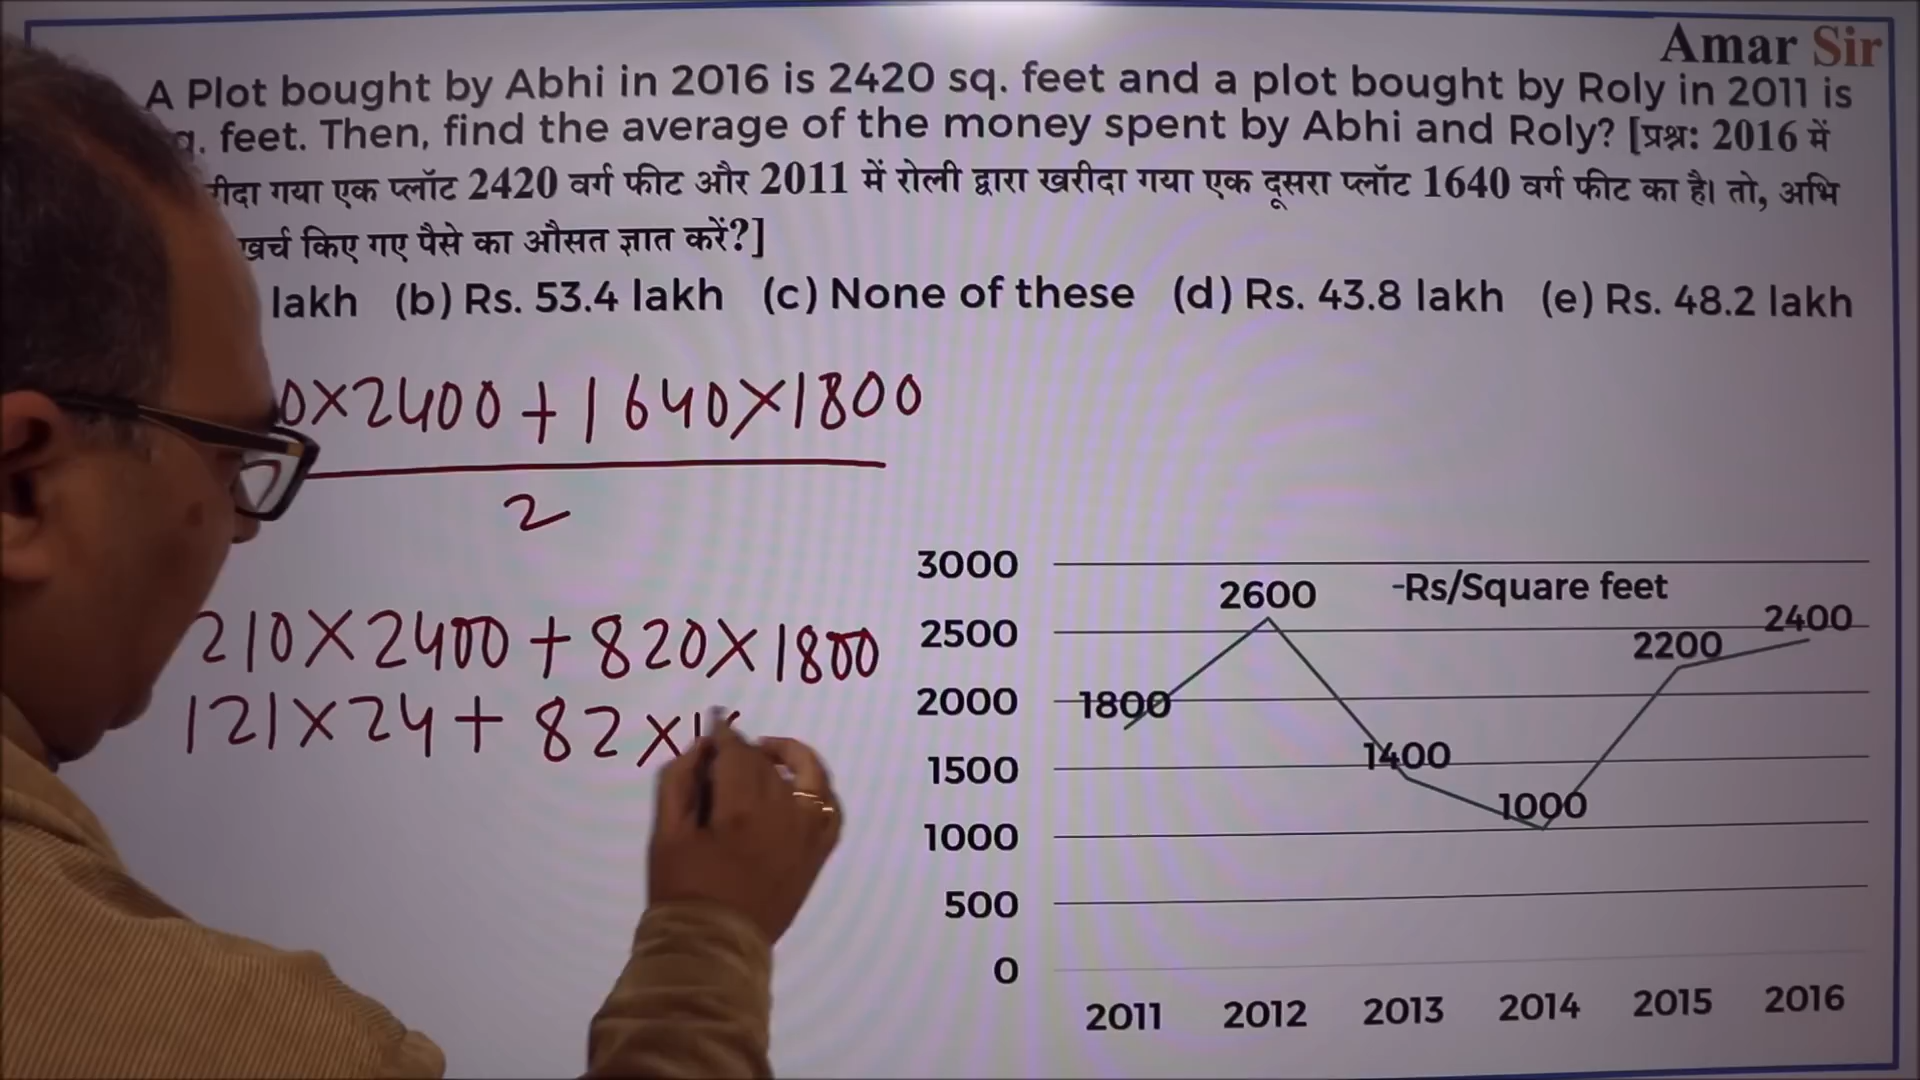 Amar Sir
A Plot bought by Abhi in 2016 is 2420 sq. feet and a plot bought by Roly in 2011 is
feet. Then, find the average of the money spent by Abhi and Roly? [प्रश्न: 2016 में
गया एक प्लॉट 2420 वर्ग फीट और 2011 में रोली द्वारा खरीदा गया एक दूसरा प्लॉट 1640 वर्ग फीट का है। तो, अभि
खर्च किए गए पैसे का औसत ज्ञात करें?]
lakh (b) Rs. 53.4 lakh (c) None of these (d) Rs. 43.8 lakh (e) Rs. 48.2 lakh
0×2400 + 1640×1800
2
210×2400 + 820×1800
121×24 + 82×
-Rs/Square feet
3000
2500
2000
1500
1000
500
0
1800
2600
1400
1000
2200
2400
2011 2012 2013 2014 2015 2016